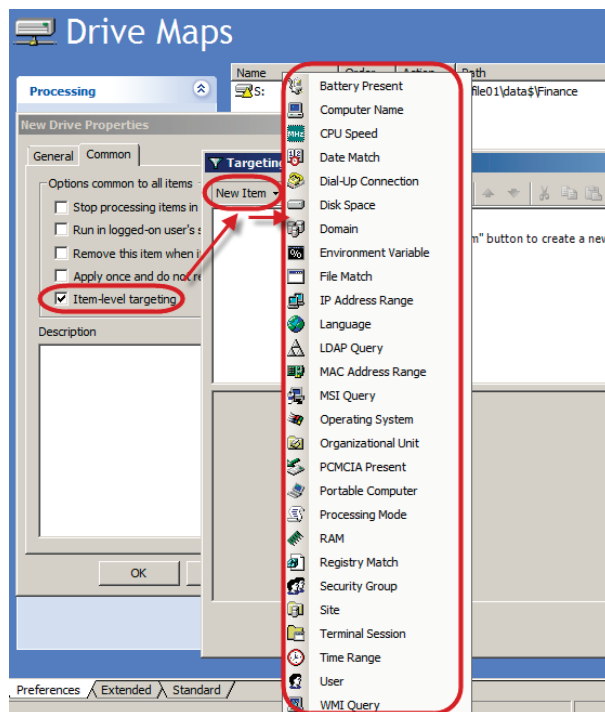 Drive Maps
Name Order Action Path
Processing
S: file01\data$\Finance
New Drive Properties
General Common
Options common to all items
Stop processing items in
Run in logged-on user's s
Remove this item when i
Apply once and do not re
Item-level targeting
Description
OK
Targeting
New Item
m" button to create a new
Battery Present
Computer Name
MHz CPU Speed
Date Match
Dial-Up Connection
Disk Space
Domain
% Environment Variable
File Match
IP Address Range
Language
LDAP Query
MAC Address Range
MSI Query
Operating System
Organizational Unit
PCMCIA Present
Portable Computer
Processing Mode
RAM
Registry Match
Security Group
Site
Terminal Session
Time Range
User
WMI Query
Preferences Extended Standard